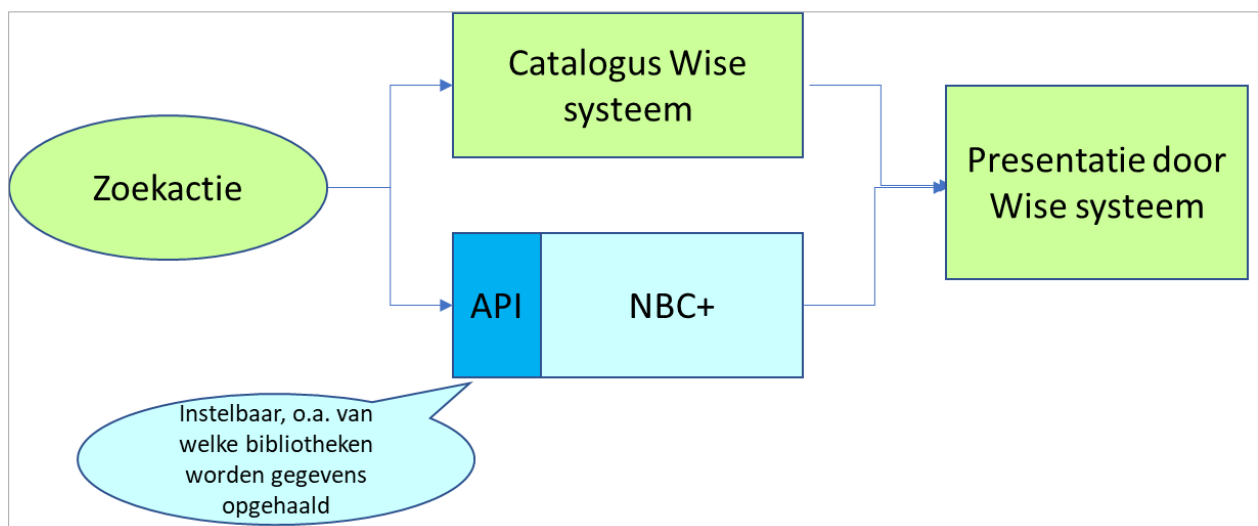 Zoekactie
Catalogus Wise
systeem
API
NBC+
Presentatie door
Wise systeem
Instelbaar, o.a. van
welke bibliotheken
worden gegevens
opgehaald